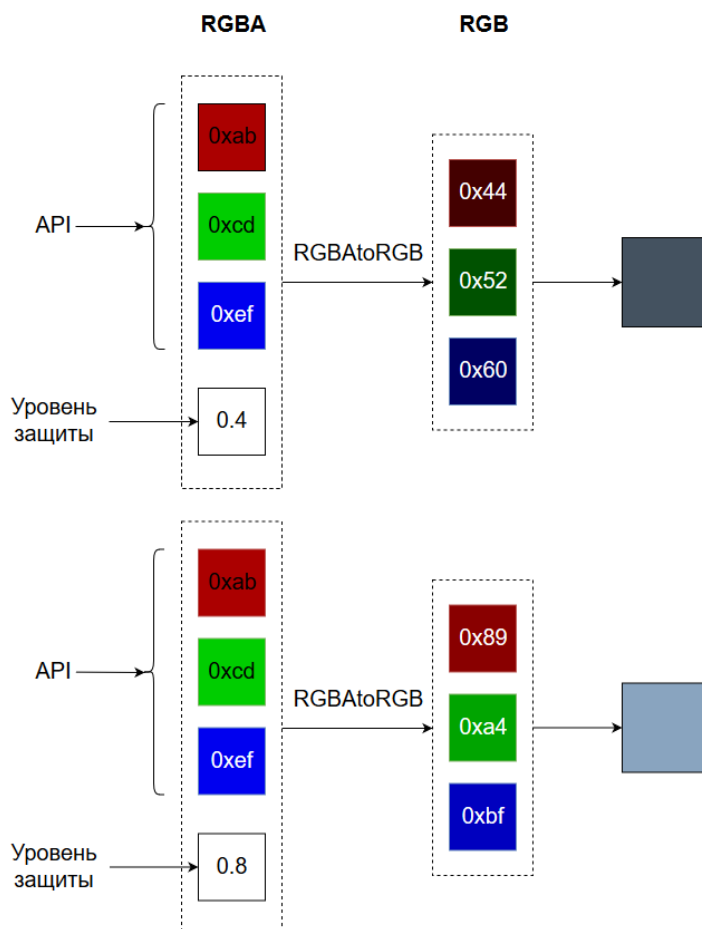 RGBA
RGB
0xab
0xcd
0xef
API
Уровень
защиты
0.4
RGBAtoRGB
0x44
0x52
0x60
0xab
0xcd
0xef
API
Уровень
защиты
0.8
RGBAtoRGB
0x89
0xa4
0xbf